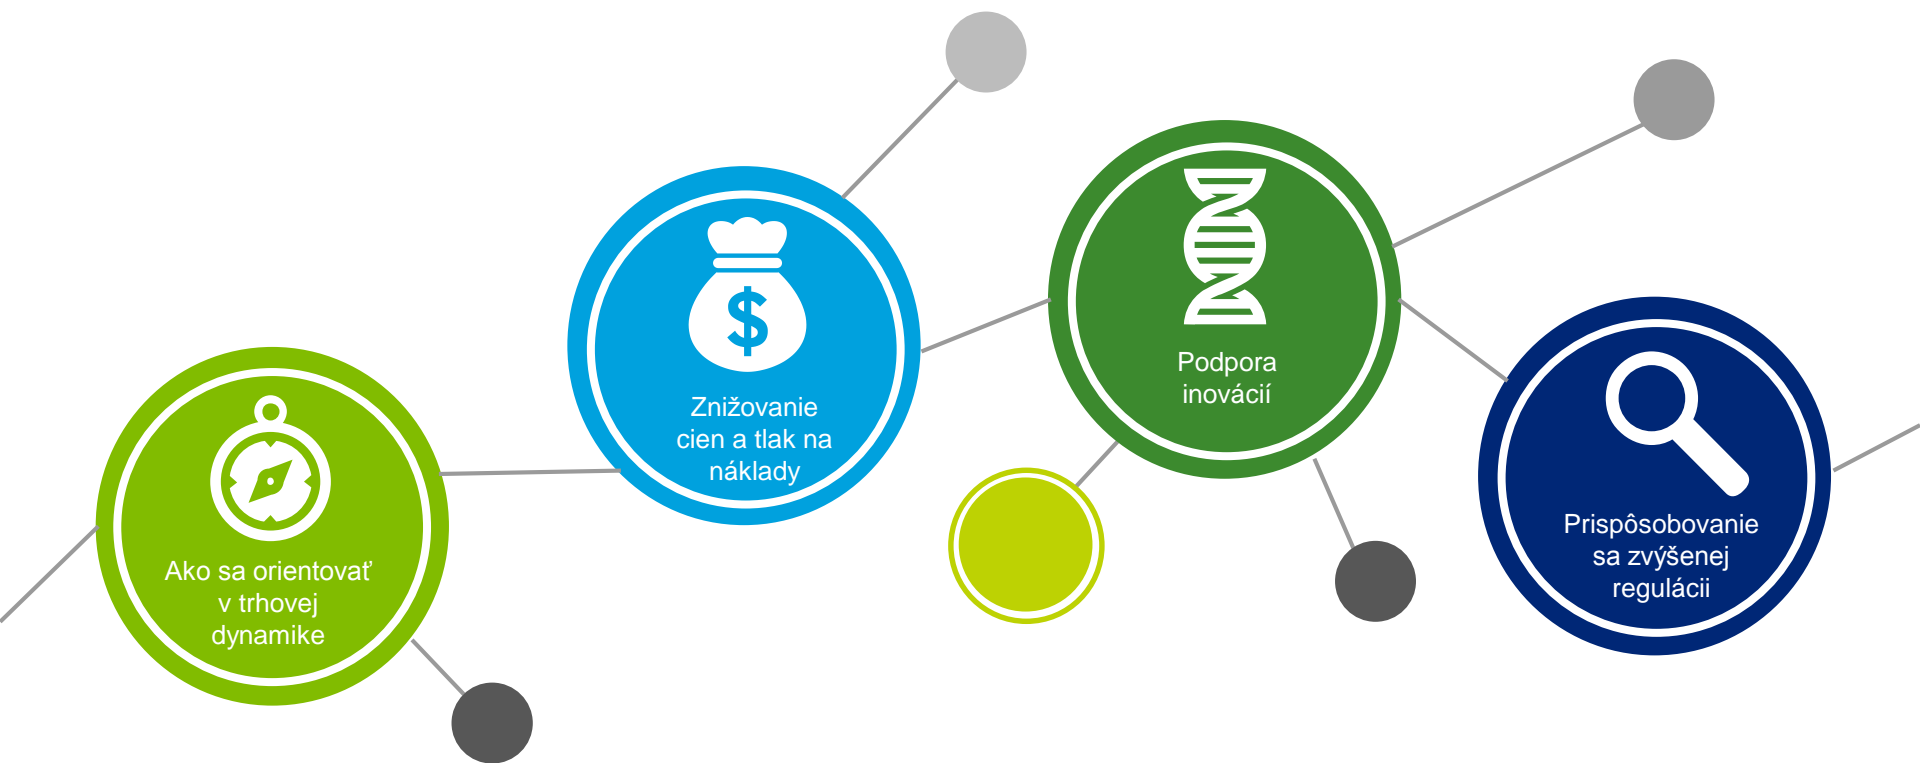 Ako sa orientovať
v trhovej
dynamike
Znižovanie
cien a tlak na
náklady
Podpora
inovácií
Prispôsobovanie
sa zvýšenej
regulácii